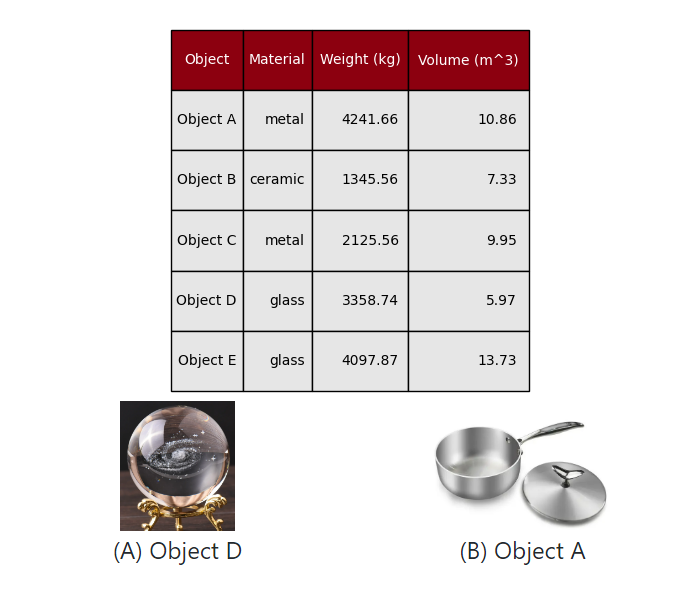 Object Material Weight (kg) Volume (m^3)
Object A metal 4241.66 10.86
Object B ceramic 1345.56 7.33
Object C metal 2125.56 9.95
Object D glass 3358.74 5.97
Object E glass 4097.87 13.73
(A) Object D (B) Object A